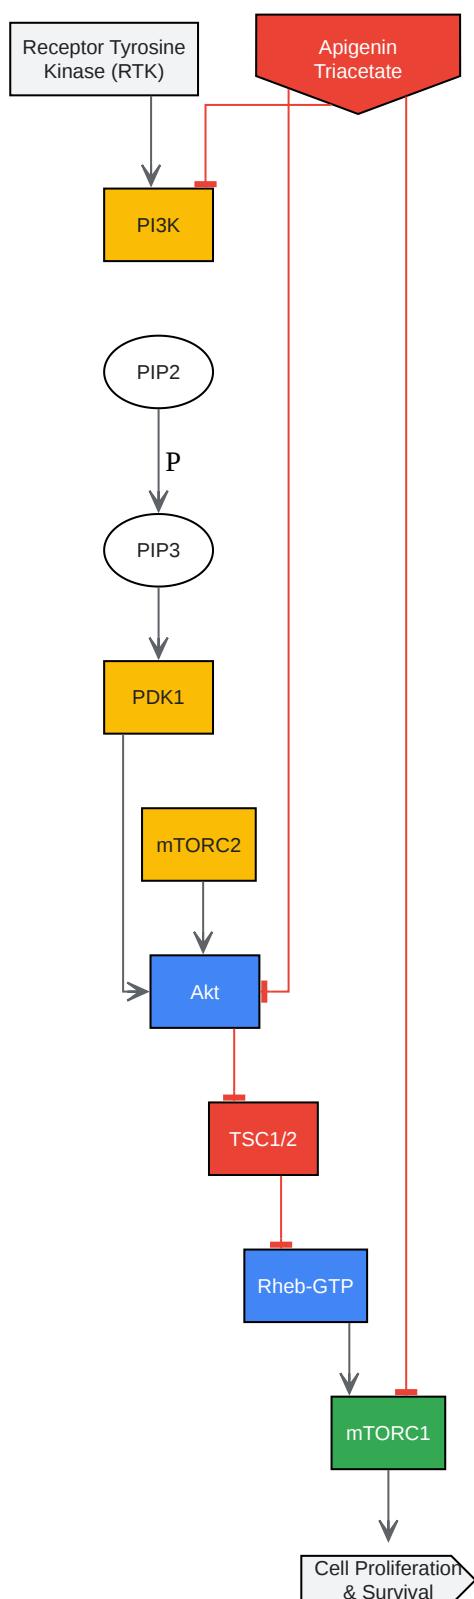 Receptor Tyrosine
Kinase (RTK)
Apigenin
Triacetate
PI3K
PIP2
P
PIP3
PDK1
mTORC2
Akt
TSC1/2
Rheb-GTP
mTORC1
Cell Proliferation
& Survival